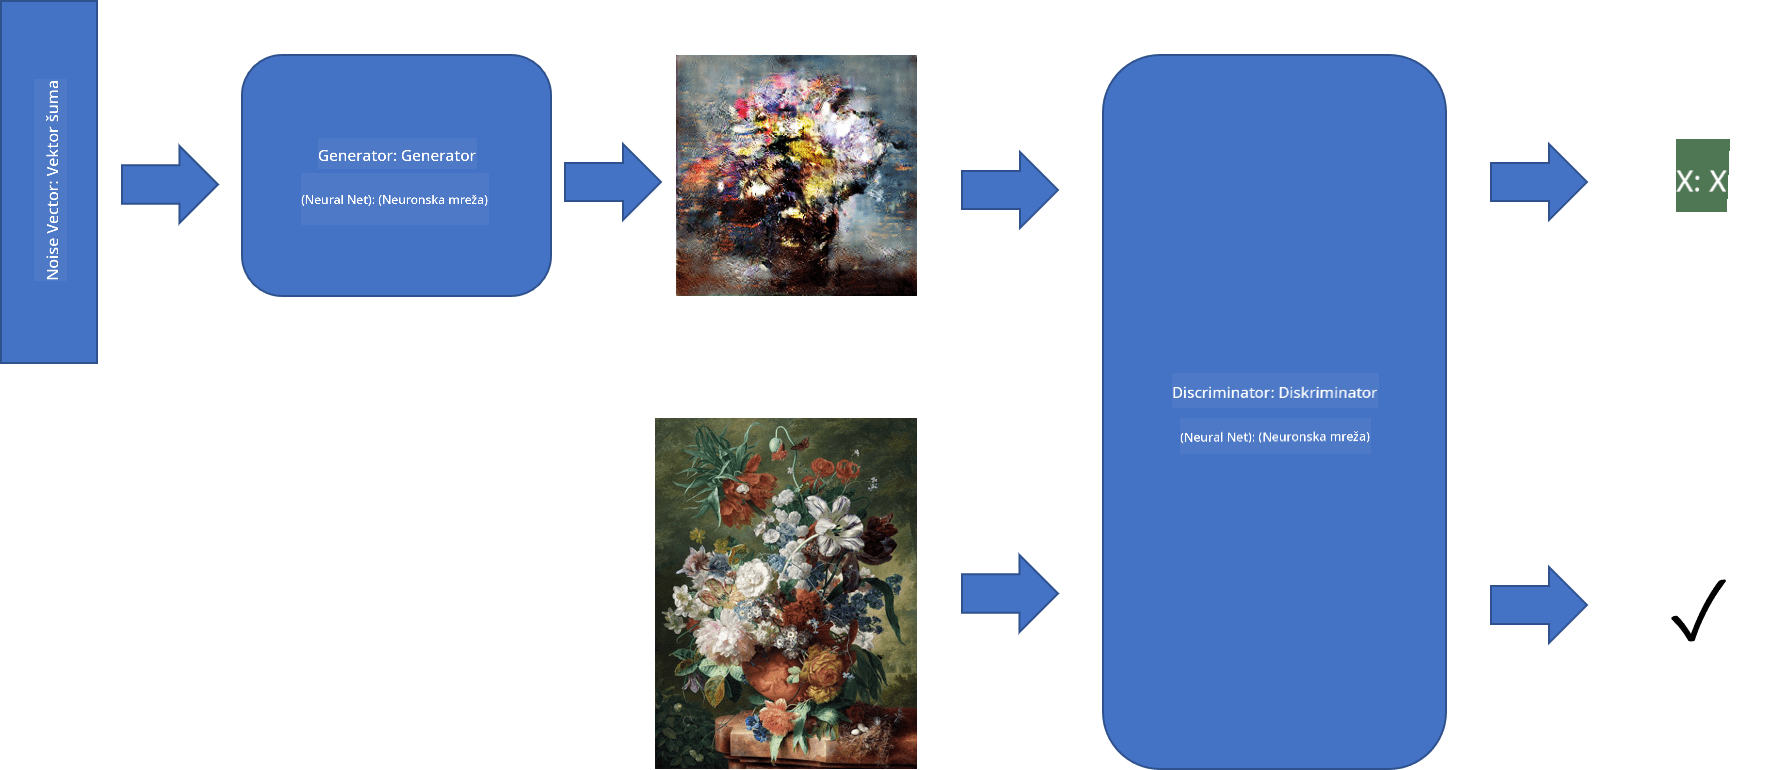 Noise Vector: Vektor šuma
Generator: Generator
(Neural Net): (Neuronska mreža)
X: X
Discriminator: Diskriminator
(Neural Net): (Neuronska mreža)